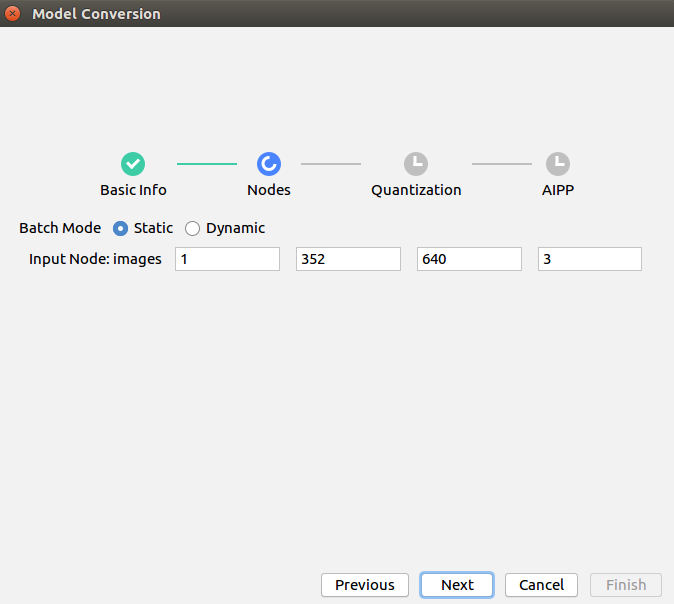 Model Conversion
Basic Info Nodes Quantization AIPP
Batch Mode Static Dynamic
Input Node: images 1 352 640 3
Previous Next Cancel Finish